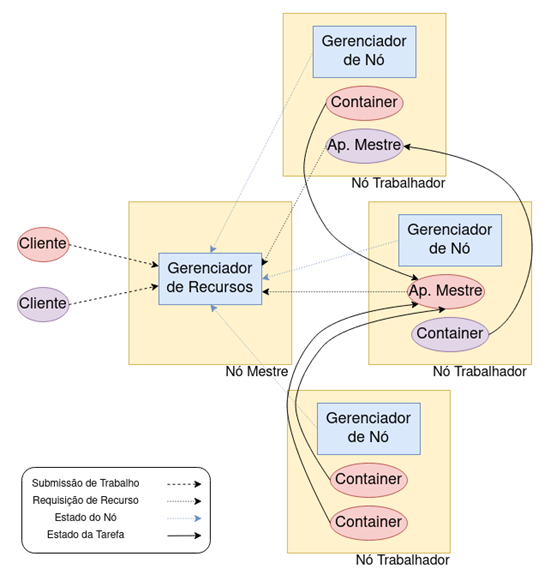 Gerenciador
de Nó
Container
Ap. Mestre
Nó Trabalhador
Cliente
Cliente
Gerenciador
de Recursos
Nó Mestre
Gerenciador
de Nó
Ap. Mestre
Container
Nó Trabalhador
Gerenciador
de Nó
Container
Container
Nó Trabalhador
Submissão de Trabalho
Requisição de Recurso
Estado do Nó
Estado da Tarefa